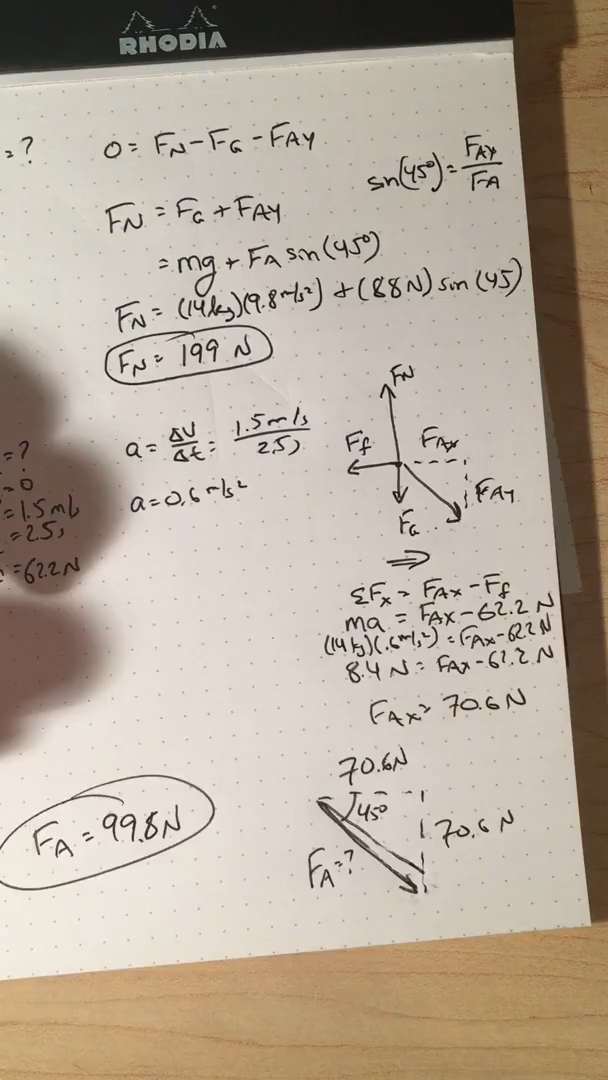 RHODIA
=?
0 = FN - FG - FAY
sin(45°) = FAY/FA
FN = FG + FAY
= mg + FA sin(45°)
FN = (14kg)(9.8m/s²) + (88N) sin(45)
FN = 199 N
a = ΔV/Δt = 1.5m/s/2.5s
a = 0.6 m/s²
=?
=0
=1.5m/s
=2.5s
=62.2N
FN
Ff
FAX
FAY
FG
ΣFx = FAX - Ff
ma = FAX - 62.2 N
(14kg)(.6m/s²) = FAX - 62.2N
8.4 N = FAX - 62.2 N
FAX = 70.6 N
70.6N
45°
70.6 N
FA = ?
FA = 99.8N